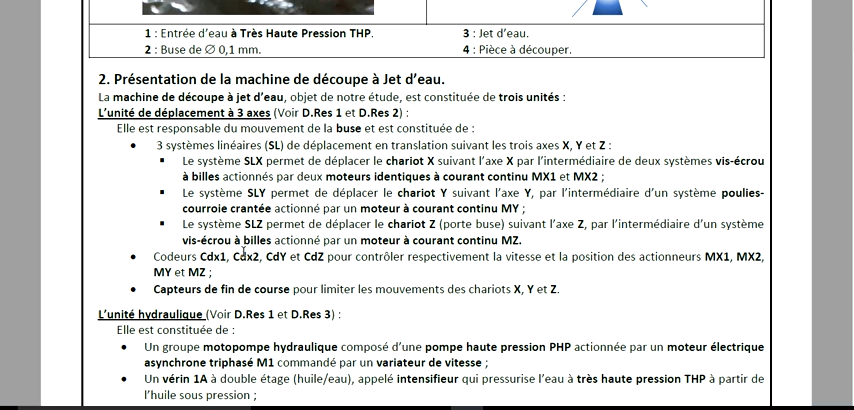 1 : Entrée d'eau à Très Haute Pression THP.
3 : Jet d'eau.
2 : Buse de ∅ 0,1 mm.
4 : Pièce à découper.
2. Présentation de la machine de découpe à Jet d'eau.
La machine de découpe à jet d'eau, objet de notre étude, est constituée de trois unités :
L'unité de déplacement à 3 axes (Voir D.Res 1 et D.Res 2) :
Elle est responsable du mouvement de la buse et est constituée de :
• 3 systèmes linéaires (SL) de déplacement en translation suivant les trois axes X, Y et Z :
▪ Le système SLX permet de déplacer le chariot X suivant l'axe X par l'intermédiaire de deux systèmes vis-écrou
à billes actionnés par deux moteurs identiques à courant continu MX1 et MX2 ;
▪ Le système SLY permet de déplacer le chariot Y suivant l'axe Y, par l'intermédiaire d'un système poulies-
courroie crantée actionné par un moteur à courant continu MY ;
▪ Le système SLZ permet de déplacer le chariot Z (porte buse) suivant l'axe Z, par l'intermédiaire d'un système
vis-écrou à billes actionné par un moteur à courant continu MZ.
• Codeurs Cdx1, Cdx2, CdY et CdZ pour contrôler respectivement la vitesse et la position des actionneurs MX1, MX2,
MY et MZ ;
• Capteurs de fin de course pour limiter les mouvements des chariots X, Y et Z.
L'unité hydraulique (Voir D.Res 1 et D.Res 3) :
Elle est constituée de :
• Un groupe motopompe hydraulique composé d'une pompe haute pression PHP actionnée par un moteur électrique
asynchrone triphasé M1 commandé par un variateur de vitesse ;
• Un vérin 1A à double étage (huile/eau), appelé intensifieur qui pressurise l'eau à très haute pression THP à partir de
l'huile sous pression ;